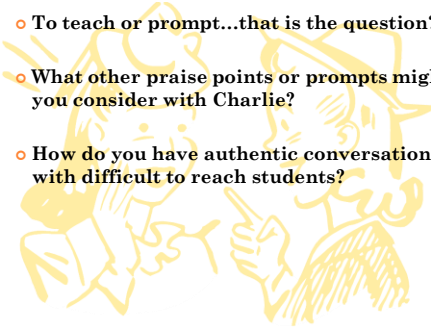 To teach or prompt...that is the question?
What other praise points or prompts
you consider with Charlie?
How do you have authentic conversation
with difficult to reach students?